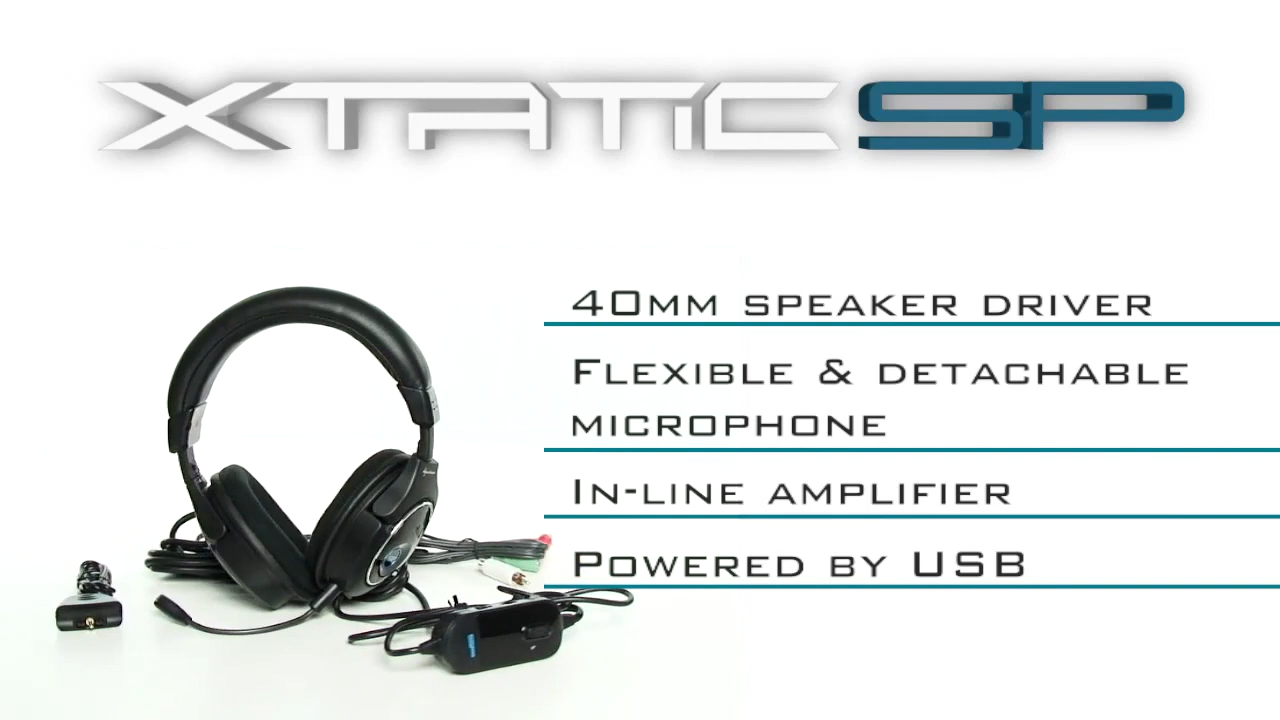 XTATIC SP
40MM SPEAKER DRIVER
FLEXIBLE & DETACHABLE
MICROPHONE
IN-LINE AMPLIFIER
POWERED BY USB